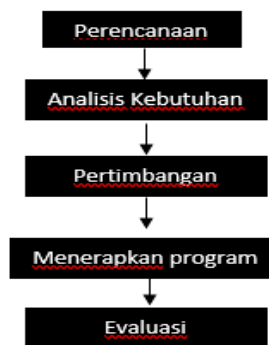 Perencanaan
Analisis Kebutuhan
Pertimbangan
Menerapkan program
Evaluasi